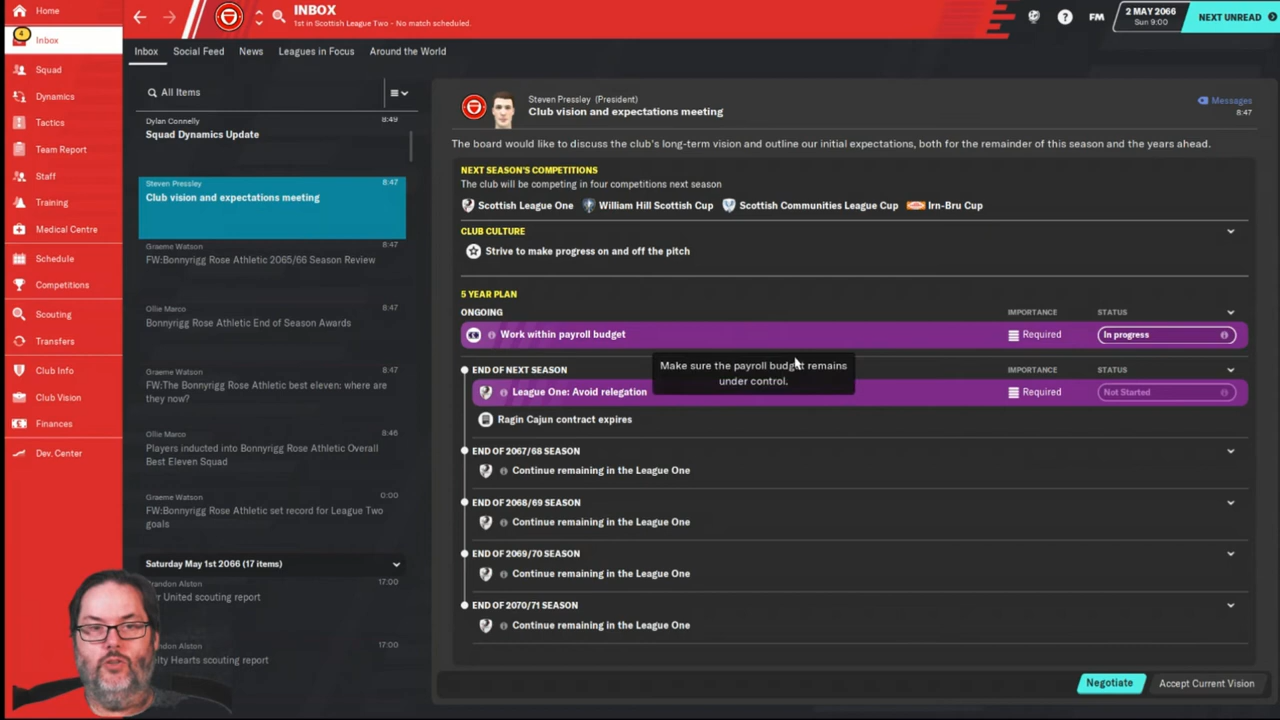 Home
4
Inbox
Squad
Dynamics
Tactics
Team Report
Staff
Training
Medical Centre
Schedule
Competitions
Scouting
Transfers
Club Info
Club Vision
Finances
Dev. Center
INBOX
1st in Scottish League Two - No match scheduled.
FM
2 MAY 2066
Sun 9:00
NEXT UNREAD
Inbox
Social Feed
News
Leagues in Focus
Around the World
All Items
Dylan Connelly 8:49
Squad Dynamics Update
Steven Pressley 8:47
Club vision and expectations meeting
Graeme Watson 8:47
FW:Bonnyrigg Rose Athletic 2065/66 Season Review
Ollie Marco 8:47
Bonnyrigg Rose Athletic End of Season Awards
Graeme Watson 8:47
FW:The Bonnyrigg Rose Athletic best eleven: where are
they now?
Ollie Marco 8:46
Players inducted into Bonnyrigg Rose Athletic Overall
Best Eleven Squad
Graeme Watson 0:00
FW:Bonnyrigg Rose Athletic set record for League Two
goals
Saturday May 1st 2066 (17 items)
randon Alston 17:00
r United scouting report
ndon Alston 17:00
lty Hearts scouting report
Steven Pressley (President)
Club vision and expectations meeting
Messages
8:47
The board would like to discuss the club's long-term vision and outline our initial expectations, both for the remainder of this season and the years ahead.
NEXT SEASON'S COMPETITIONS
The club will be competing in four competitions next season
Scottish League One William Hill Scottish Cup Scottish Communities League Cup Irn-Bru Cup
CLUB CULTURE
Strive to make progress on and off the pitch
5 YEAR PLAN
ONGOING IMPORTANCE STATUS
Work within payroll budget Required In progress
Make sure the payroll budget remains
under control.
END OF NEXT SEASON IMPORTANCE STATUS
League One: Avoid relegation Required Not Started
Ragin Cajun contract expires
END OF 2067/68 SEASON
Continue remaining in the League One
END OF 2068/69 SEASON
Continue remaining in the League One
END OF 2069/70 SEASON
Continue remaining in the League One
END OF 2070/71 SEASON
Continue remaining in the League One
Negotiate
Accept Current Vision